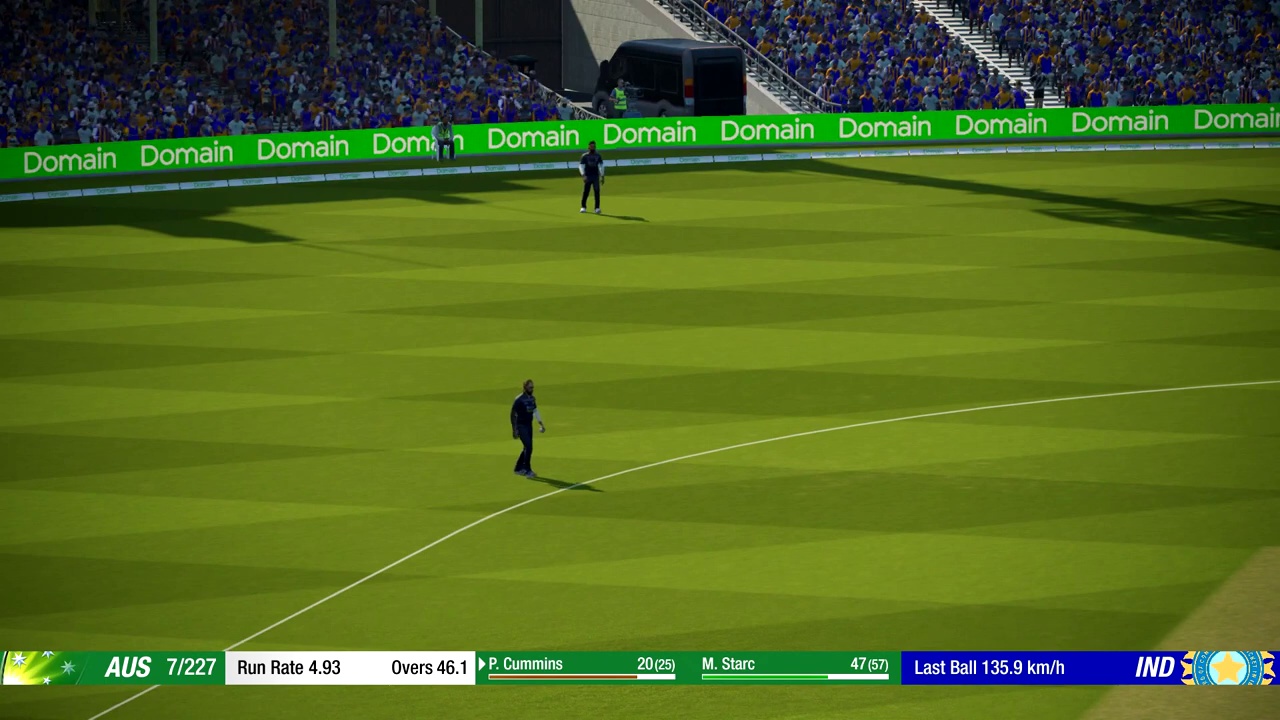 Domain Domain Domain Domain Domain Domain Domain Domain Domain Domain Domain
AUS 7/227 Run Rate 4.93 Overs 46.1 P. Cummins 20 (25) M. Starc 47 (57) Last Ball 135.9 km/h IND